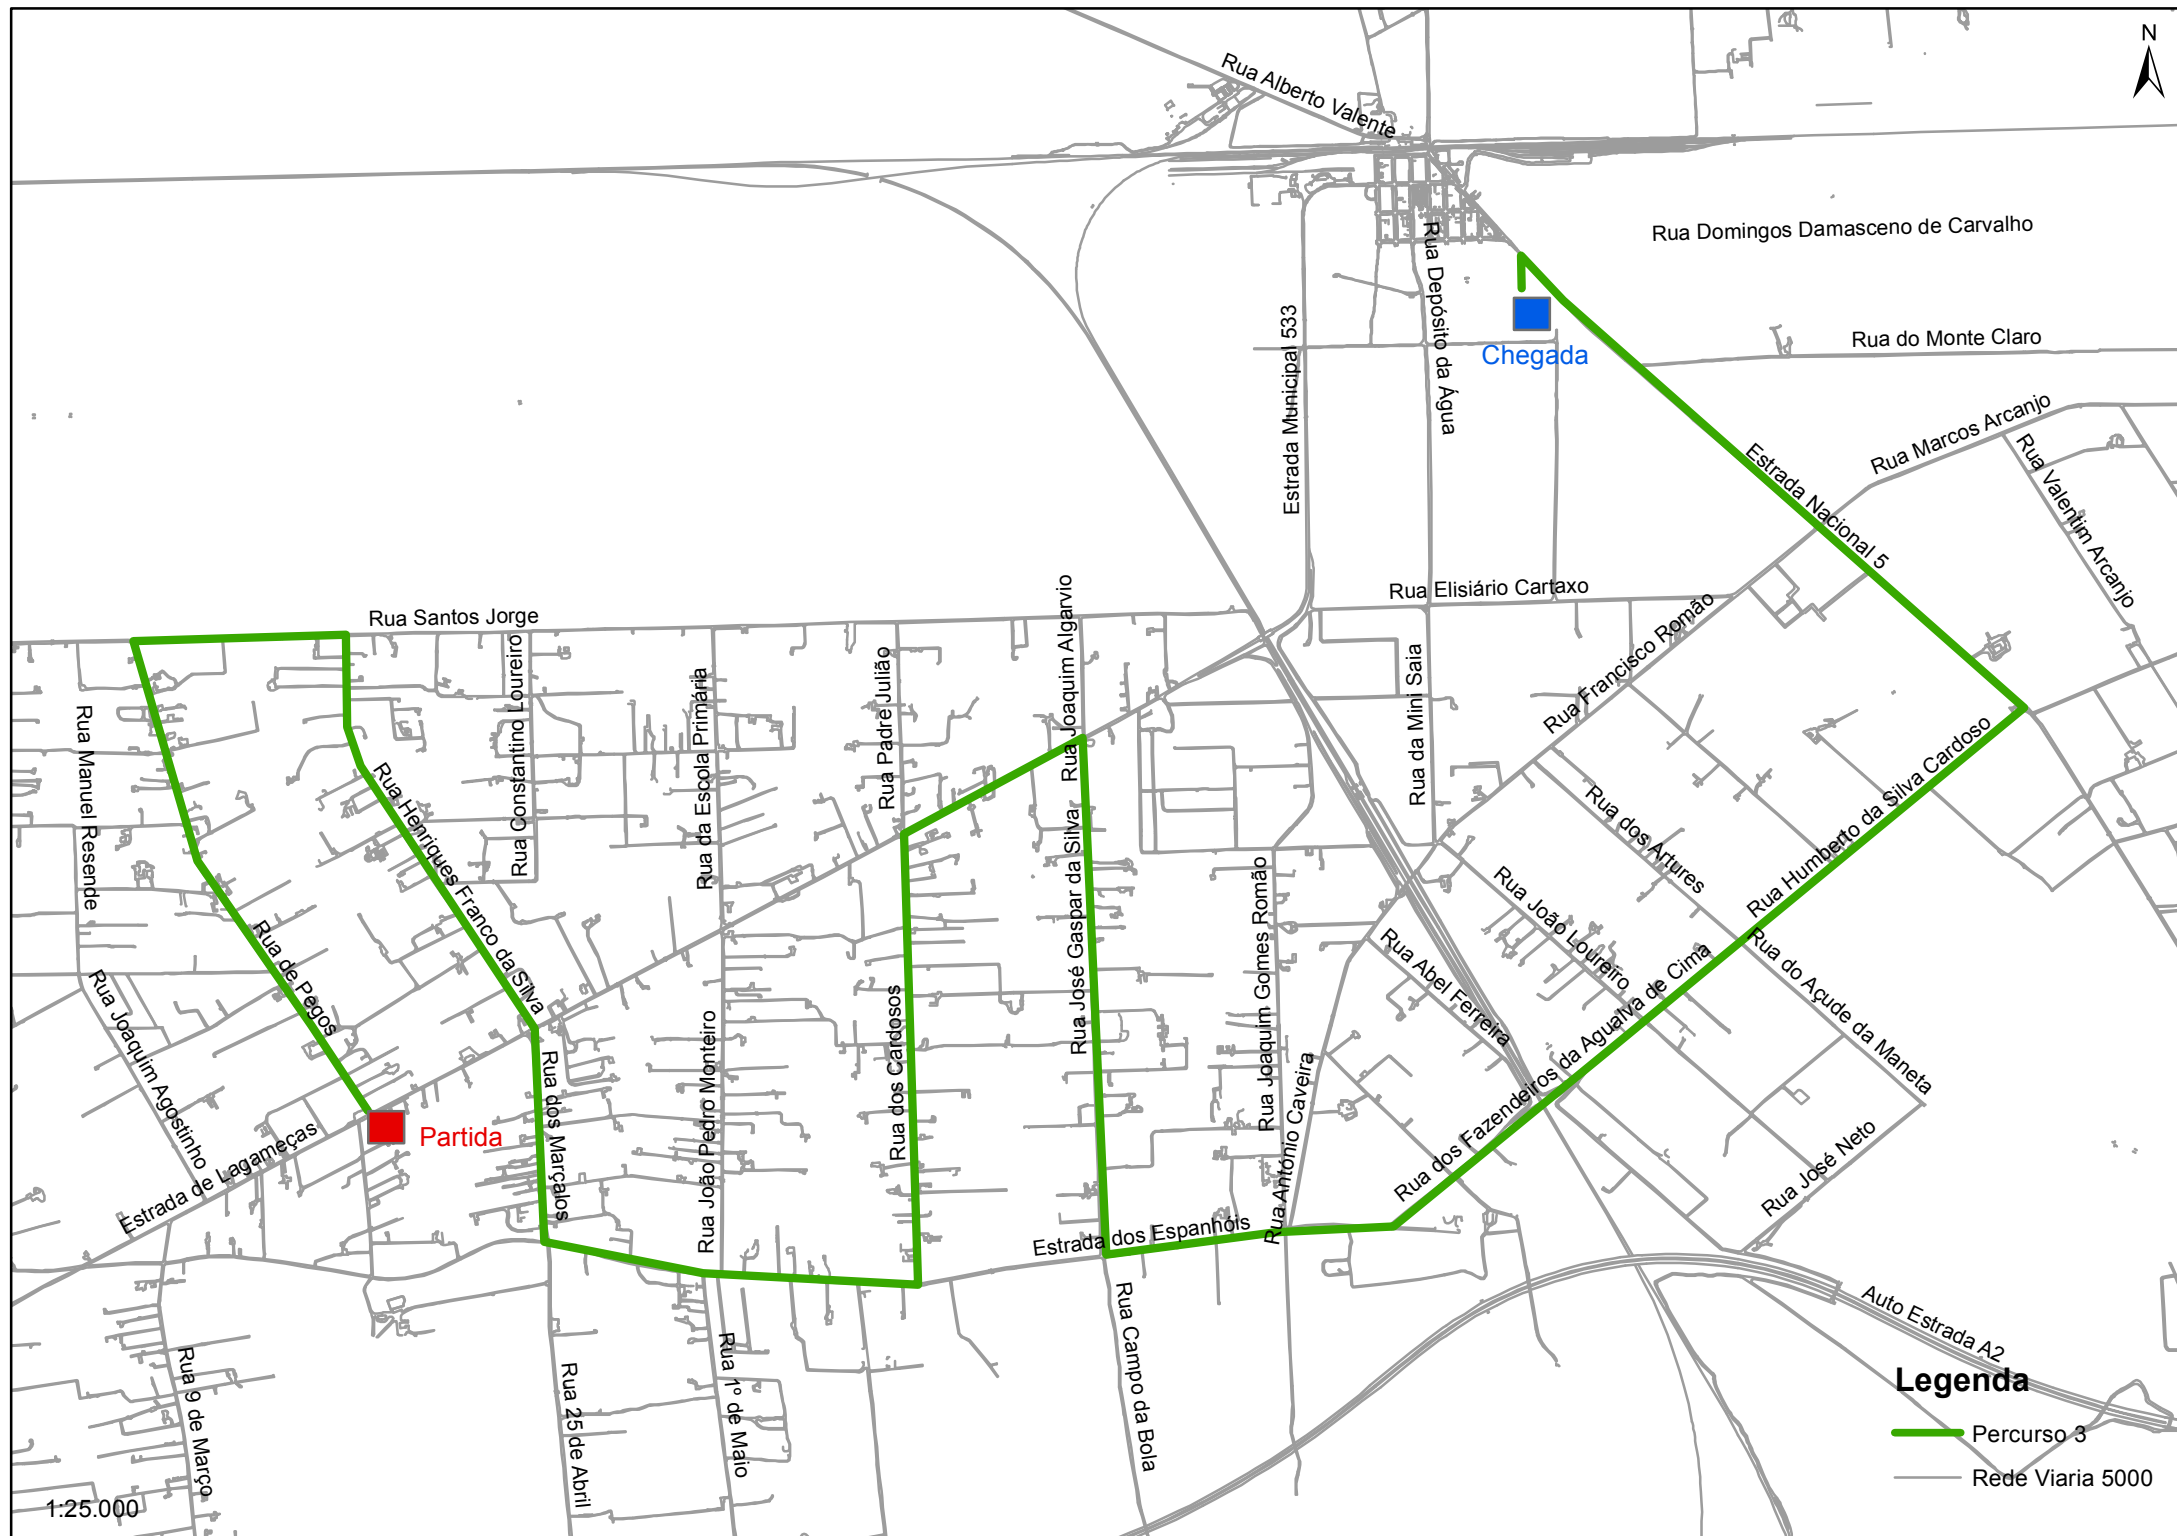 N
Rua Alberto Valente
Rua Domingos Damasceno de Carvalho
Rua Depósito da Água
Estrada Municipal 533
Chegada
Rua do Monte Claro
Rua Marcos Arcanjo
Estrada Nacional 5
Rua Valentim Arcanjo
Rua Santos Jorge
Rua Elisiário Cartaxo
Rua Francisco Romão
Rua Joaquim Algarvio
Rua Constantino Loureiro
Rua Padre Julião
Rua da Escola Primária
Rua da Mini Saia
Rua Manuel Resende
Rua Henriques Franco da Silva
Rua Humberto da Silva Cardoso
Rua dos Artures
Rua José Gaspar da Silva
Rua Joaquim Gomes Romão
Rua João Loureiro
Rua de Pegos
Rua Abel Ferreira
Rua do Açude da Maneta
Rua Joaquim Agostinho
Rua dos Cardosos
Rua João Pedro Monteiro
Rua dos Marçalos
Rua António Caveira
Rua dos Fazendeiros da Agualva de Cima
Partida
Estrada de Lagameças
Rua José Neto
Estrada dos Espanhóis
Rua Campo da Bola
Auto Estrada A2
Rua 9 de Março
Rua 25 de Abril
Rua 1º de Maio
Legenda
Percurso 3
Rede Viaria 5000
1:25.000